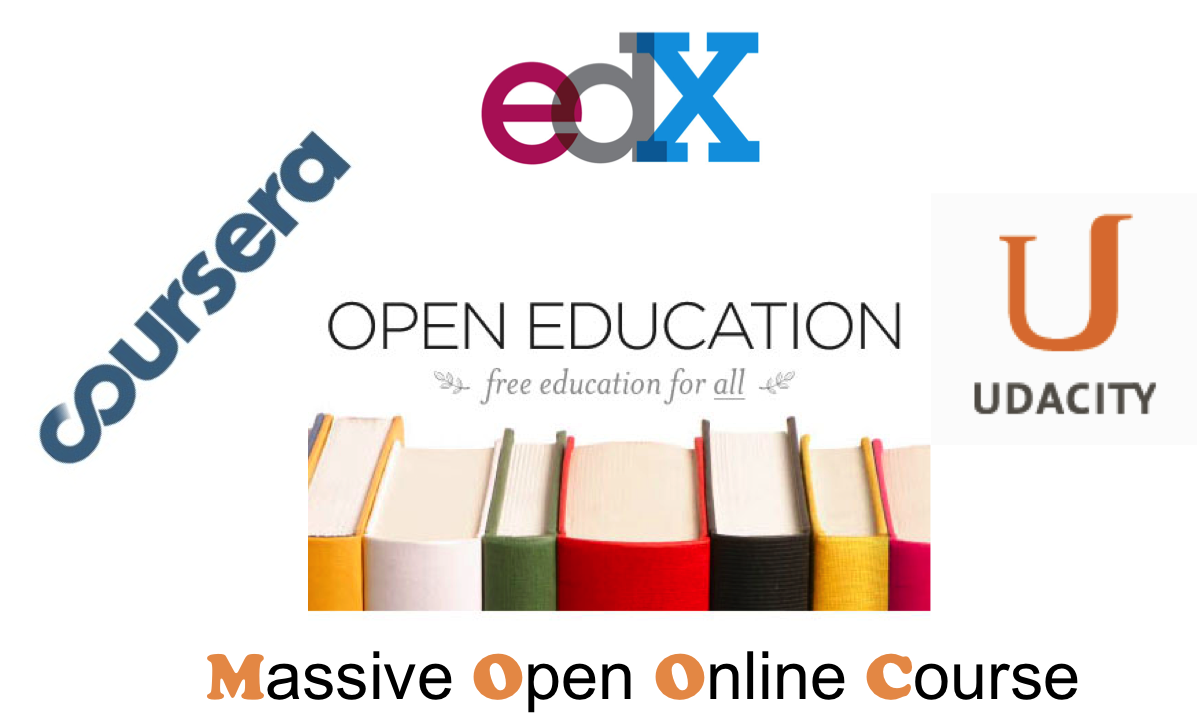 edX
coursera
OPEN EDUCATION
free education for all
U
UDACITY
Massive Open Online Course